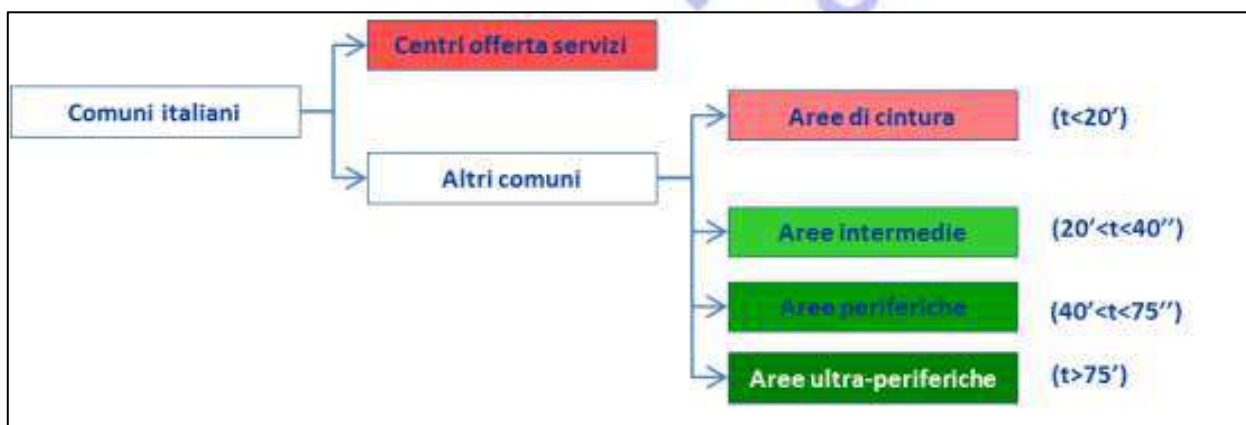 Centri offerta servizi
Comuni italiani
Aree di cintura (t<20')
Altri comuni
Aree intermedie (20'<t<40'')
Aree periferiche (40'<t<75'')
Aree ultra-periferiche (t>75')